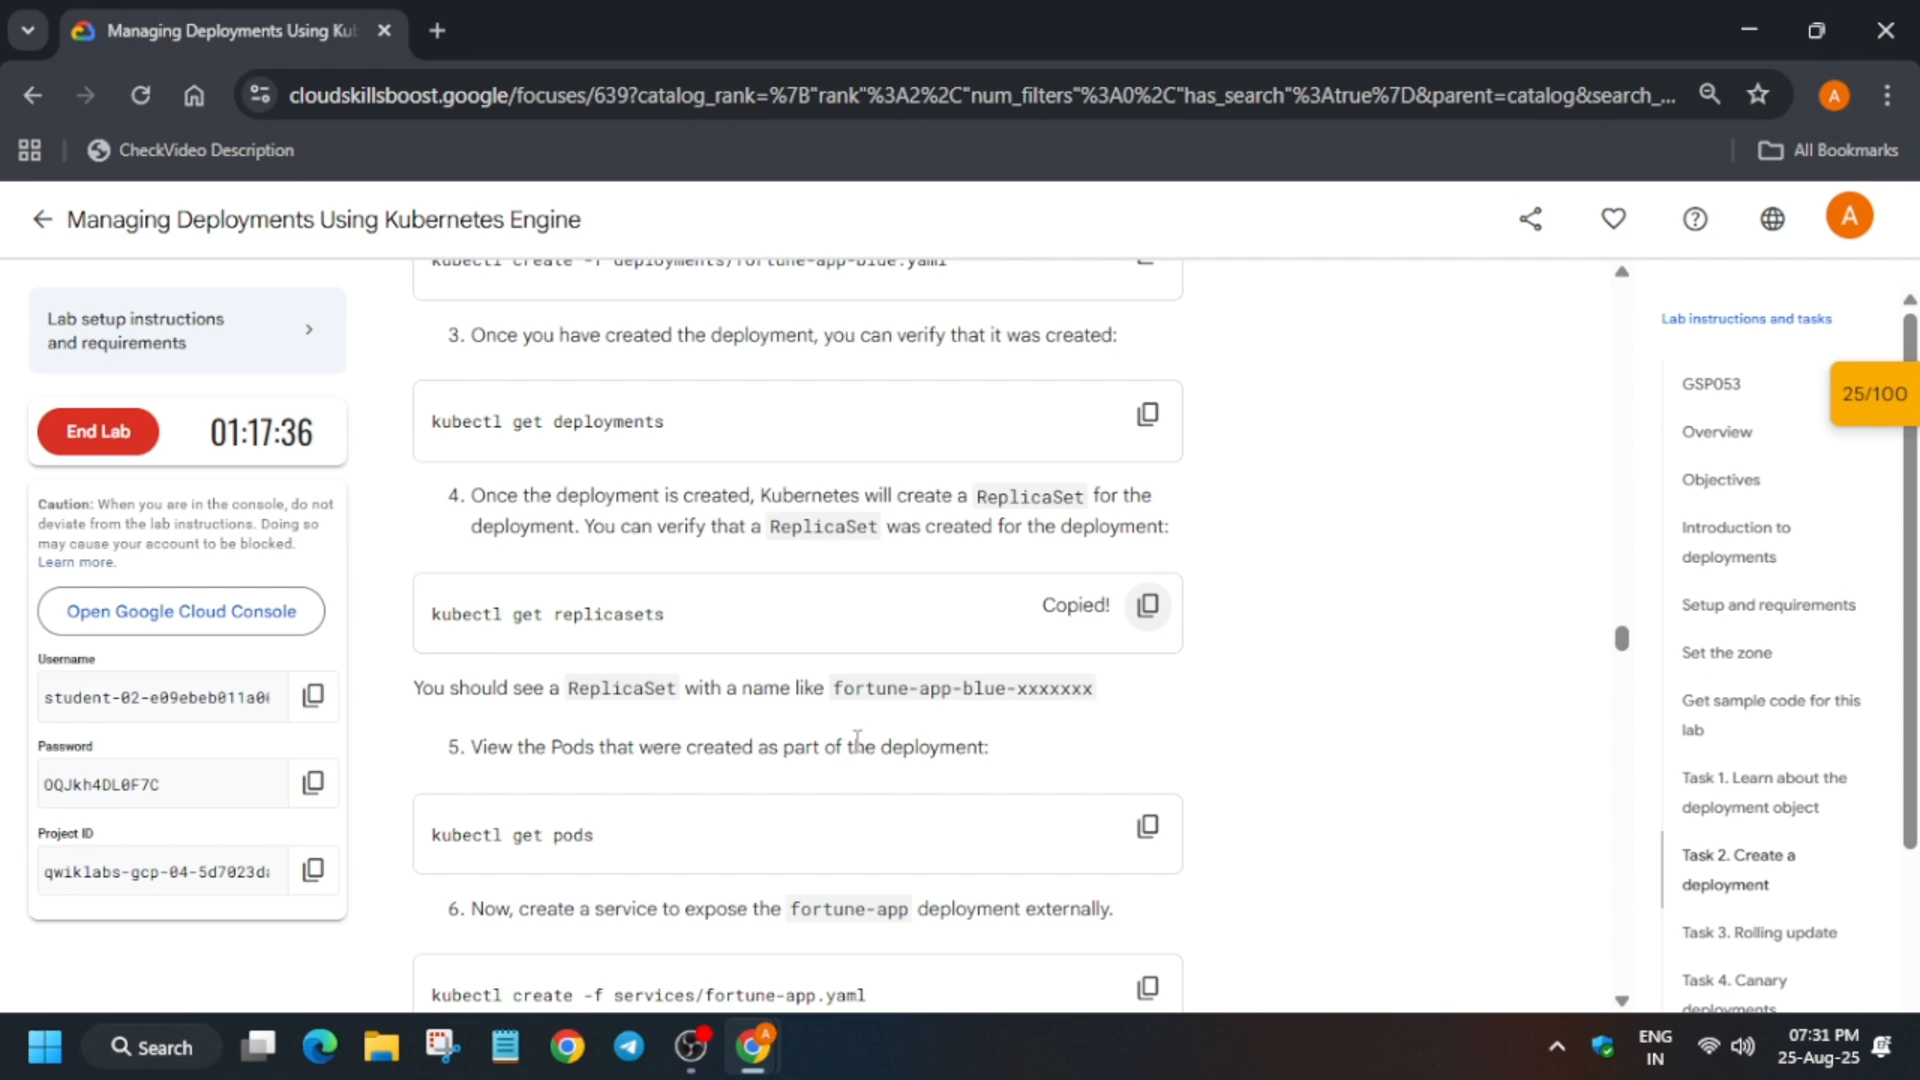 Managing Deployments Using Ku
cloudskillsboost.google/focuses/639?catalog_rank=%7B"rank"%3A2%2C"num_filters"%3A0%2C"has_search"%3Atrue%7D&parent=catalog&search_...
A
CheckVideo Description
All Bookmarks
Managing Deployments Using Kubernetes Engine
A
Lab setup instructions
and requirements
End Lab
01:17:36
Caution: When you are in the console, do not
deviate from the lab instructions. Doing so
may cause your account to be blocked.
Learn more.
Open Google Cloud Console
Username
student-02-e09ebeb011a0
Password
OQJkh4DL0F7C
Project ID
qwiklabs-gcp-04-5d7023d
kubectl create -f deployments/fortune-app-blue.yaml
3. Once you have created the deployment, you can verify that it was created:
kubectl get deployments
4. Once the deployment is created, Kubernetes will create a ReplicaSet for the
deployment. You can verify that a ReplicaSet was created for the deployment:
kubectl get replicasets
Copied!
You should see a ReplicaSet with a name like fortune-app-blue-xxxxxxx
5. View the Pods that were created as part of the deployment:
kubectl get pods
6. Now, create a service to expose the fortune-app deployment externally.
kubectl create -f services/fortune-app.yaml
Lab instructions and tasks
25/100
GSP053
Overview
Objectives
Introduction to
deployments
Setup and requirements
Set the zone
Get sample code for this
lab
Task 1. Learn about the
deployment object
Task 2. Create a
deployment
Task 3. Rolling update
Task 4. Canary
deployments
Search
A
ENG
IN
07:31 PM
25-Aug-25